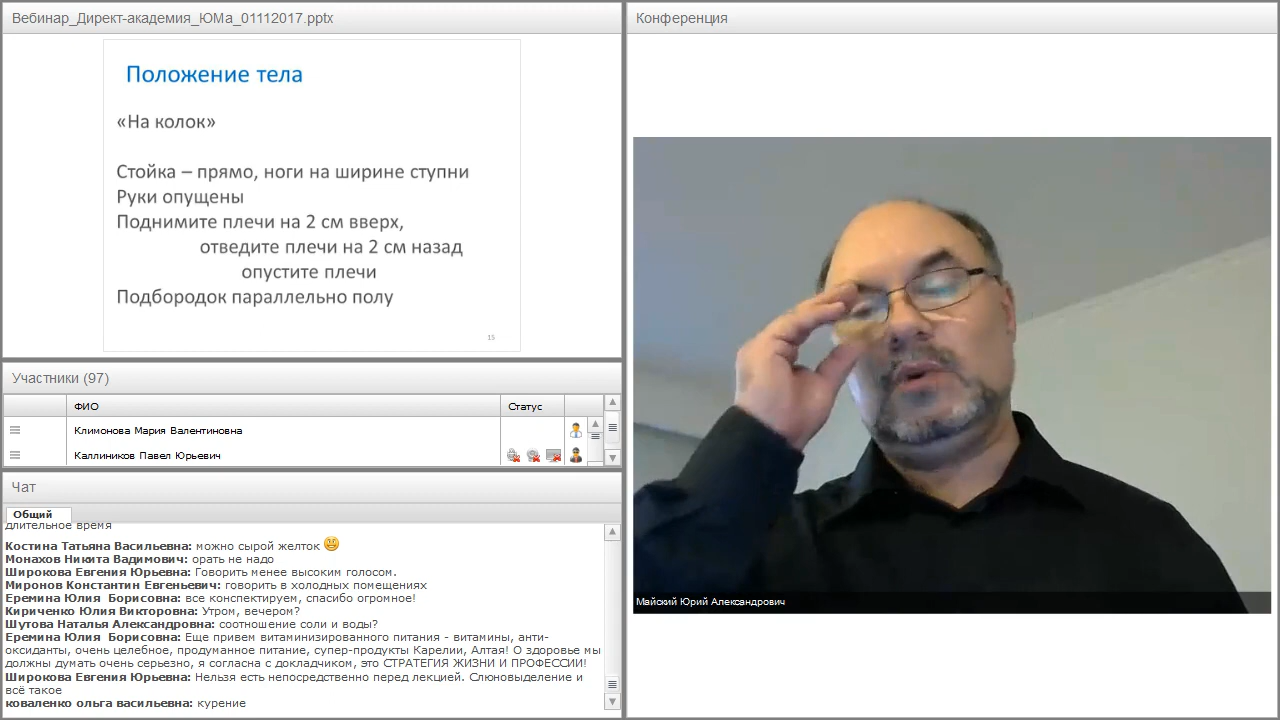 Вебинар_Директ-академия_ЮМа_01112017.pptx
Положение тела
«На колок»
Стойка – прямо, ноги на ширине ступни
Руки опущены
Поднимите плечи на 2 см вверх,
отведите плечи на 2 см назад
опустите плечи
Подбородок параллельно полу
15
Участники (97)
ФИО Статус
Климонова Мария Валентиновна
Каллиников Павел Юрьевич
Чат
Общий
длительное время
Костина Татьяна Васильевна: можно сырой желток
Монахов Никита Вадимович: орать не надо
Широкова Евгения Юрьевна: Говорить менее высоким голосом.
Миронов Константин Евгеньевич: говорить в холодных помещениях
Еремина Юлия Борисовна: все конспектируем, спасибо огромное!
Кириченко Юлия Викторовна: Утром, вечером?
Шутова Наталья Александровна: соотношение соли и воды?
Еремина Юлия Борисовна: Еще привем витаминизированного питания - витамины, анти-
оксиданты, очень целебное, продуманное питание, супер-продукты Карелии, Алтая! О здоровье мы
должны думать очень серьезно, я согласна с докладчиком, это СТРАТЕГИЯ ЖИЗНИ И ПРОФЕССИИ!
Широкова Евгения Юрьевна: Нельзя есть непосредственно перед лекцией. Слюновыделение и
всё такое
коваленко ольга васильевна: курение
Конференция
Майский Юрий Александрович